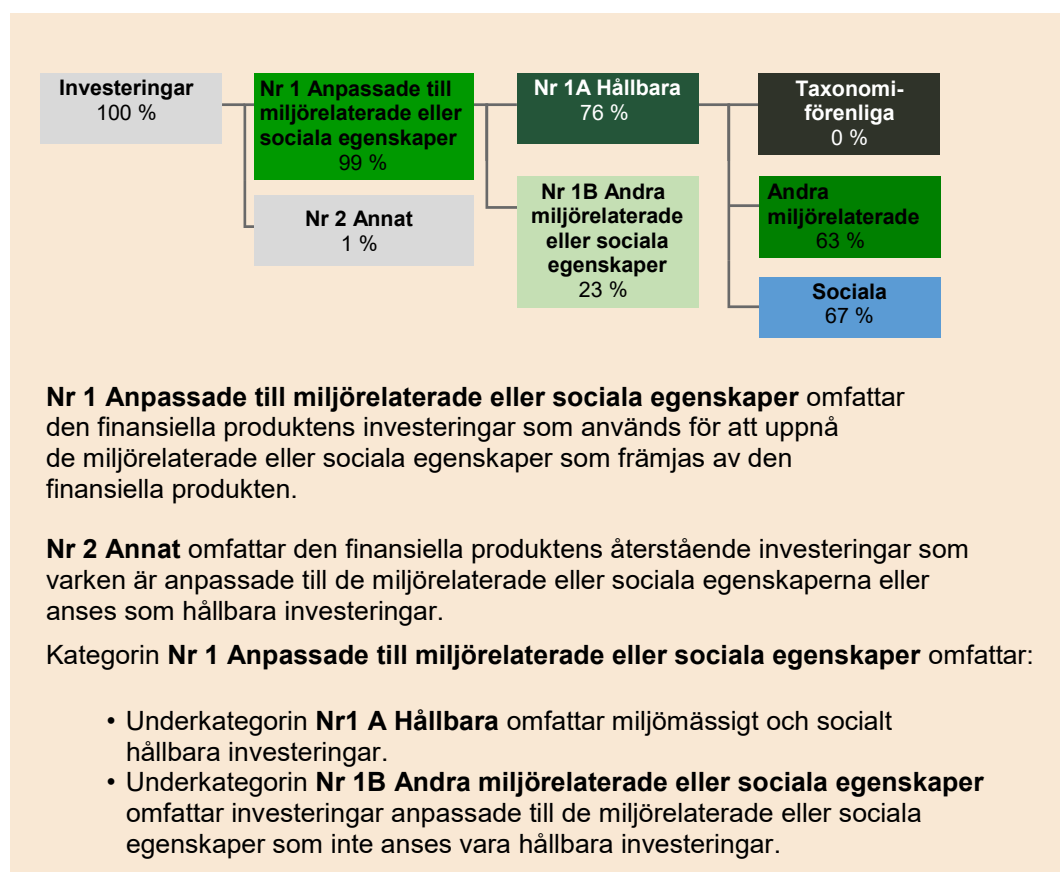 Investeringar
100 %
Nr 1 Anpassade till
miljörelaterade eller
sociala egenskaper
99 %
Nr 2 Annat
1 %
Nr 1A Hållbara
76 %
Nr 1B Andra
miljörelaterade
eller sociala
egenskaper
23 %
Taxonomi-
förenliga
0 %
Andra
miljörelaterade
63 %
Sociala
67 %
Nr 1 Anpassade till miljörelaterade eller sociala egenskaper omfattar
den finansiella produktens investeringar som används för att uppnå
de miljörelaterade eller sociala egenskaper som främjas av den
finansiella produkten.
Nr 2 Annat omfattar den finansiella produktens återstående investeringar som
varken är anpassade till de miljörelaterade eller sociala egenskaperna eller
anses som hållbara investeringar.
Kategorin Nr 1 Anpassade till miljörelaterade eller sociala egenskaper omfattar:
• Underkategorin Nr1 A Hållbara omfattar miljömässigt och socialt
hållbara investeringar.
• Underkategorin Nr 1B Andra miljörelaterade eller sociala egenskaper
omfattar investeringar anpassade till de miljörelaterade eller sociala
egenskaper som inte anses vara hållbara investeringar.